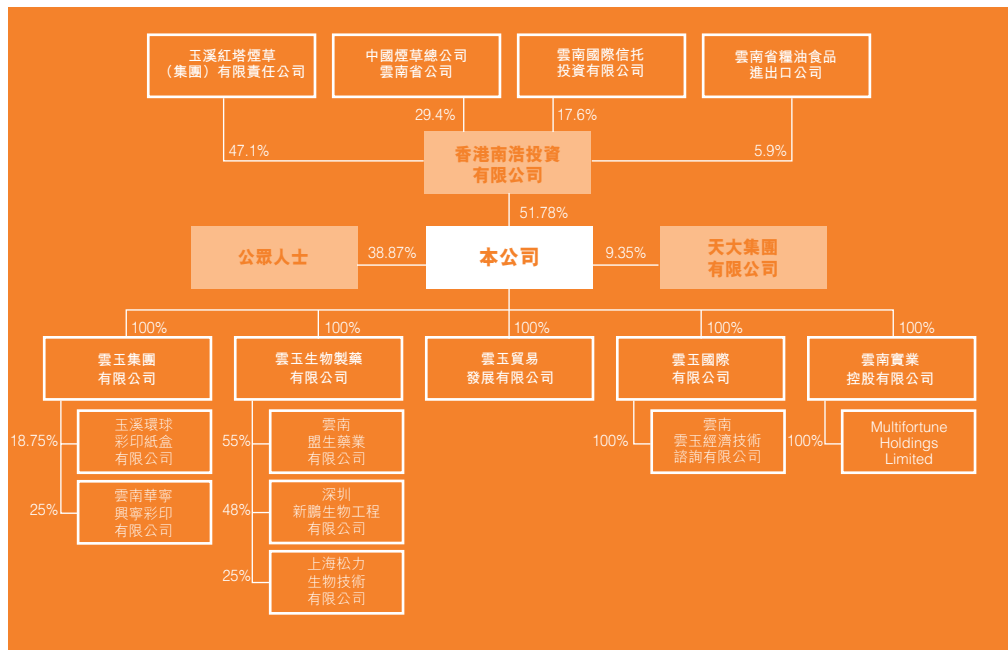 玉溪紅塔煙草
（集團）有限責任公司
中國煙草總公司
雲南省公司
雲南國際信托
投資有限公司
雲南省糧油食品
進出口公司
29.4%
17.6%
47.1%
5.9%
香港南浩投資
有限公司
51.78%
公眾人士
38.87%
本公司
9.35%
天大集團
有限公司
100%
100%
100%
100%
100%
雲玉集團
有限公司
雲玉生物製藥
有限公司
雲玉貿易
發展有限公司
雲玉國際
有限公司
雲南實業
控股有限公司
18.75%
玉溪環球
彩印紙盒
有限公司
55%
雲南
盟生藥業
有限公司
100%
雲南
雲玉經濟技術
諮詢有限公司
100%
Multifortune
Holdings
Limited
25%
雲南華寧
興寧彩印
有限公司
48%
深圳
新鵬生物工程
有限公司
25%
上海松力
生物技術
有限公司